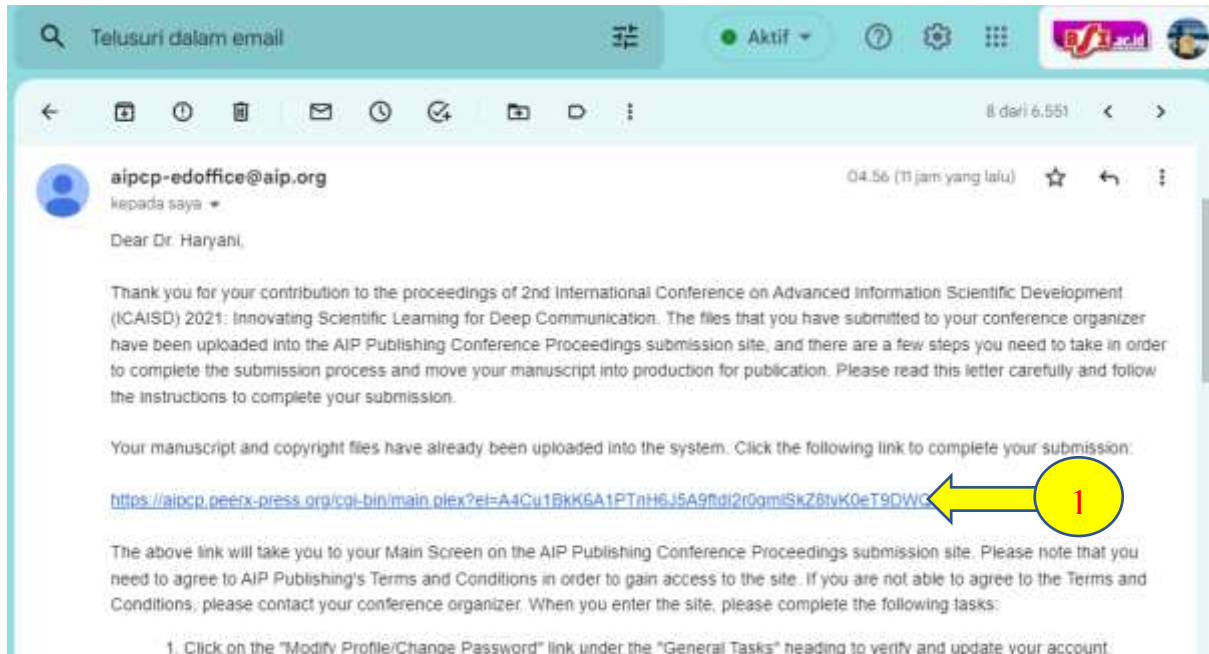 Telusuri dalam email
Aktif
BSI.ac.id
8 dari 6.551
aipcp-edoffice@aip.org
04.56 (11 jam yang lalu)
kepada saya
Dear Dr. Haryani,
Thank you for your contribution to the proceedings of 2nd International Conference on Advanced Information Scientific Development
(ICAISD) 2021: Innovating Scientific Learning for Deep Communication. The files that you have submitted to your conference organizer
have been uploaded into the AIP Publishing Conference Proceedings submission site, and there are a few steps you need to take in order
to complete the submission process and move your manuscript into production for publication. Please read this letter carefully and follow
the instructions to complete your submission.
Your manuscript and copyright files have already been uploaded into the system. Click the following link to complete your submission:
1
The above link will take you to your Main Screen on the AIP Publishing Conference Proceedings submission site. Please note that you
need to agree to AIP Publishing's Terms and Conditions in order to gain access to the site. If you are not able to agree to the Terms and
Conditions, please contact your conference organizer. When you enter the site, please complete the following tasks:
1. Click on the "Modify Profile/Change Password" link under the "General Tasks" heading to verify and update your account